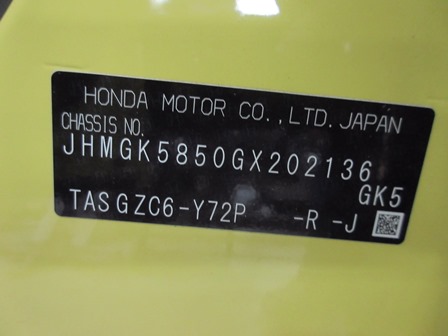 HONDA MOTOR CO.,LTD.JAPAN
CHASSIS NO.
JHMGK5850GX202136
GK5
TASGZC6-Y72P -R -J